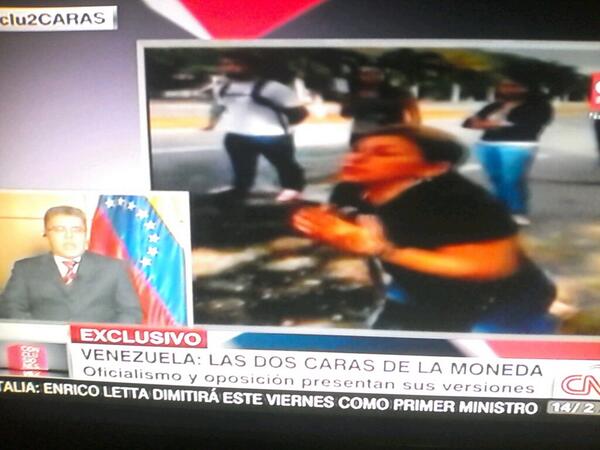 clu2CARAS
EXCLUSIVO
VENEZUELA: LAS DOS CARAS DE LA MONEDA
Oficialismo y oposición presentan sus versiones
TALIA: ENRICO LETTA DIMITIRÁ ESTE VIERNES COMO PRIMER MINISTRO
14/2
CN